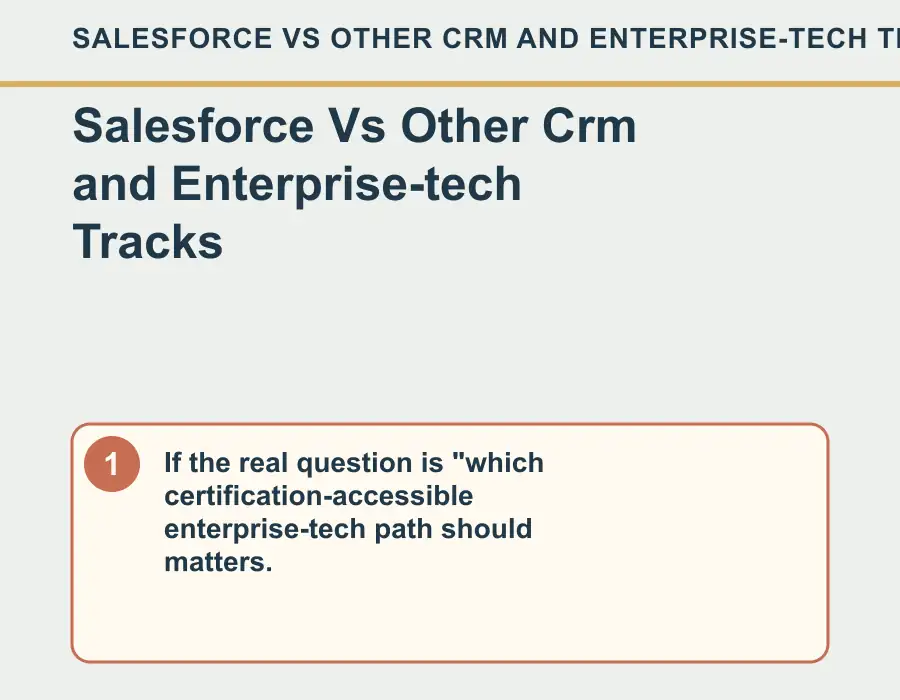 SALESFORCE VS OTHER CRM AND ENTERPRISE-TECH
Salesforce Vs Other Crm
and Enterprise-tech
Tracks
1
If the real question is "which
certification-accessible
enterprise-tech path should
matters.